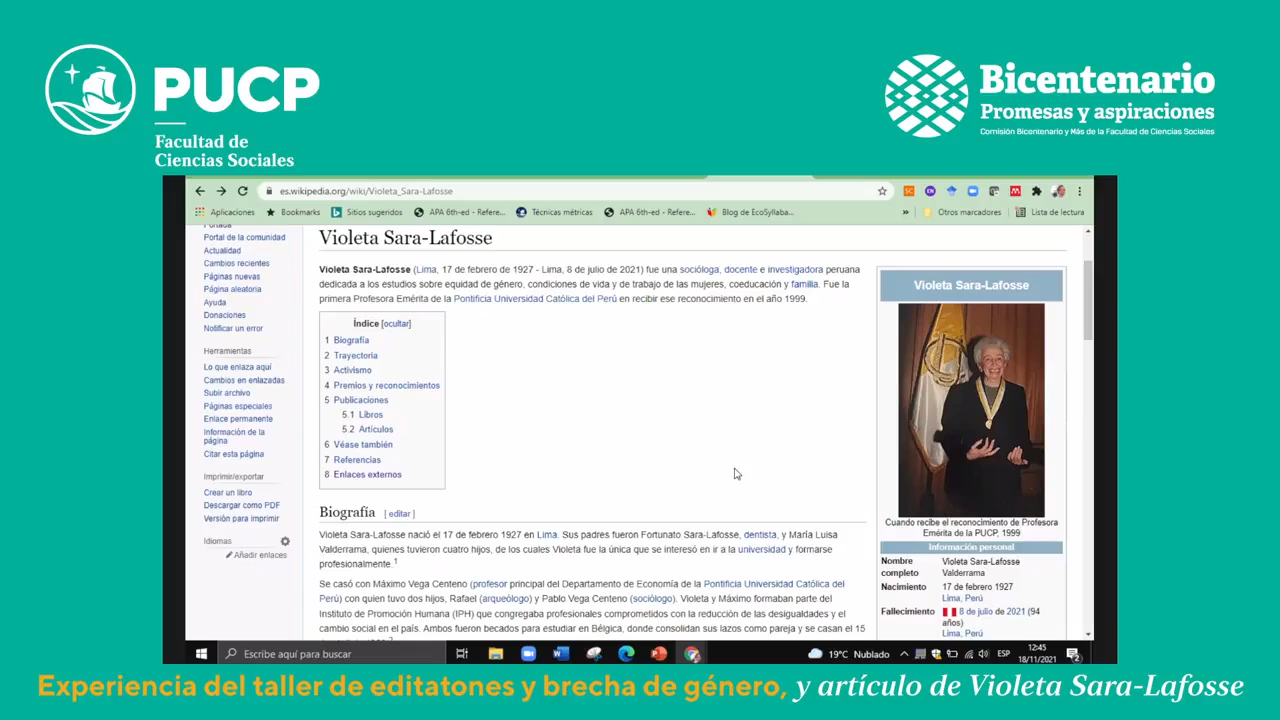 PUCP
Facultad de
Ciencias Sociales
Bicentenario
Promesas y aspiraciones
Comisión Bicentenario y Más de la Facultad de Ciencias Sociales
es.wikipedia.org/wiki/Violeta_Sara-Lafosse
Aplicaciones
Bookmarks
Sitios sugeridos
APA 6th-ed - Refere...
Técnicas métricas
APA 6th-ed - Refere...
Blog de EcoSyllaba...
»
Otros marcadores
Lista de lectura
Portada
Portal de la comunidad
Actualidad
Cambios recientes
Páginas nuevas
Página aleatoria
Ayuda
Donaciones
Notificar un error
Herramientas
Lo que enlaza aquí
Cambios en enlazadas
Subir archivo
Páginas especiales
Enlace permanente
Información de la
página
Citar esta página
Imprimir/exportar
Crear un libro
Descargar como PDF
Versión para imprimir
Idiomas
Añadir enlaces
Violeta Sara-Lafosse
Violeta Sara-Lafosse (Lima, 17 de febrero de 1927 - Lima, 8 de julio de 2021) fue una socióloga, docente e investigadora peruana
dedicada a los estudios sobre equidad de género, condiciones de vida y de trabajo de las mujeres, coeducación y familia. Fue la
primera Profesora Emérita de la Pontificia Universidad Católica del Perú en recibir ese reconocimiento en el año 1999.
Índice [ocultar]
1 Biografía
2 Trayectoria
3 Activismo
4 Premios y reconocimientos
5 Publicaciones
5.1 Libros
5.2 Artículos
6 Véase también
7 Referencias
8 Enlaces externos
Biografía [ editar ]
Violeta Sara-Lafosse nació el 17 de febrero de 1927 en Lima. Sus padres fueron Fortunato Sara-Lafosse, dentista, y María Luisa
Valderrama, quienes tuvieron cuatro hijos, de los cuales Violeta fue la única que se interesó en ir a la universidad y formarse
profesionalmente.1
Se casó con Máximo Vega Centeno (profesor principal del Departamento de Economía de la Pontificia Universidad Católica del
Perú) con quien tuvo dos hijos, Rafael (arqueólogo) y Pablo Vega Centeno (sociólogo). Violeta y Máximo formaban parte del
Instituto de Promoción Humana (IPH) que congregaba profesionales comprometidos con la reducción de las desigualdades y el
cambio social en el país. Ambos fueron becados para estudiar en Bélgica, donde consolidan sus lazos como pareja y se casan el 15
Violeta Sara-Lafosse
Cuando recibe el reconocimiento de Profesora
Emérita de la PUCP, 1999
Información personal
Nombre completo Violeta Sara-Lafosse Valderrama
Nacimiento 17 de febrero 1927
Lima, Perú
Fallecimiento 8 de julio de 2021 (94
años)
Lima, Perú
Escribe aquí para buscar
19°C Nublado
ESP
12:45
18/11/2021
2
Experiencia del taller de editatones y brecha de género, y artículo de Violeta Sara-Lafosse